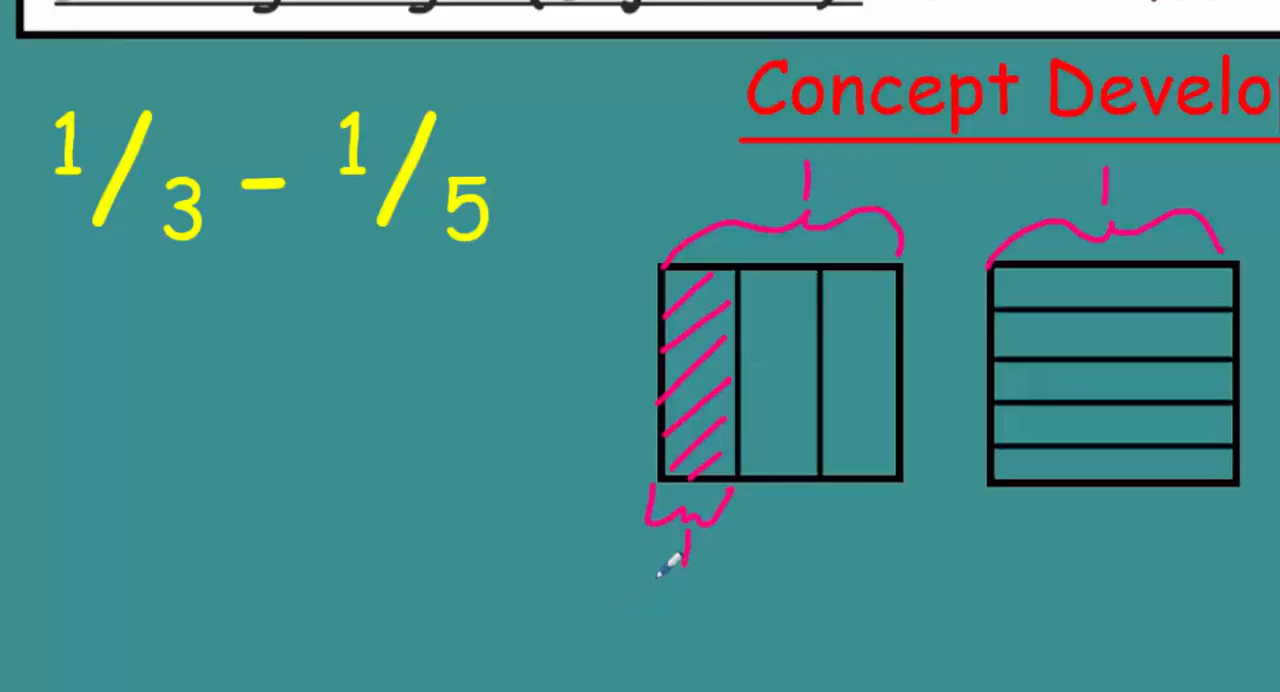 Concept Develo
1/3 - 1/5
1 1
1